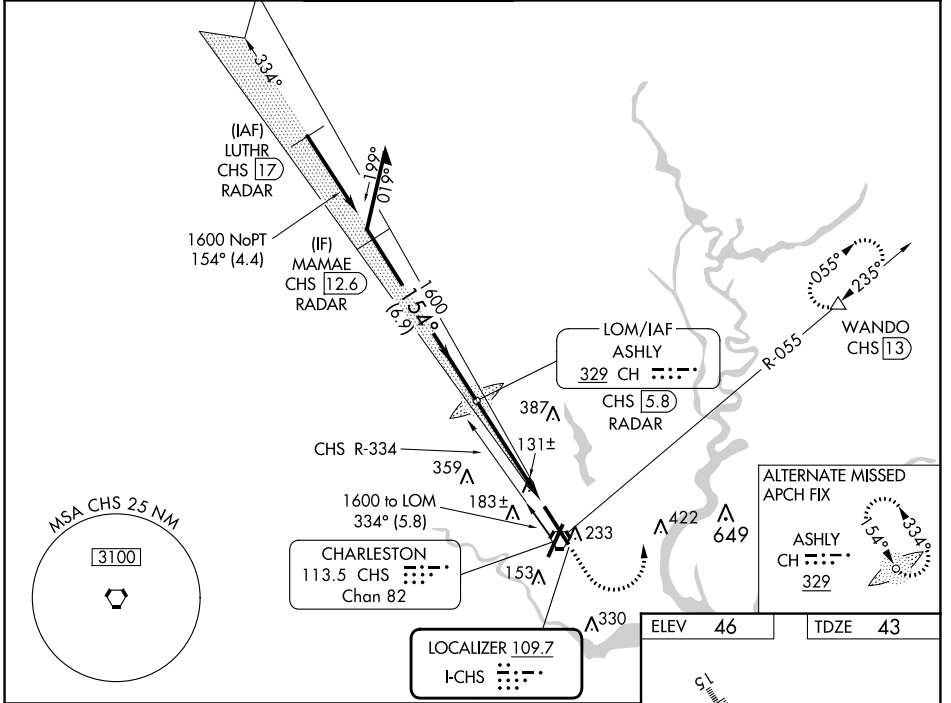 334°
(IAF)
LUTHR
CHS 17
RADAR
199°
019°
1600 NoPT
154° (4.4)
(IF)
MAMAE
CHS 12.6
RADAR
1600
154°
(6.9)
055°
235°
WANDO
CHS 13
R-055
LOM/IAF
ASHLY
329 CH
CHS 5.8
RADAR
387
131±
CHS R-334
359
183±
1600 to LOM
334° (5.8)
233
422
649
153
330
CHARLESTON
113.5 CHS
Chan 82
LOCALIZER 109.7
I-CHS
MSA CHS 25 NM
3100
ALTERNATE MISSED
APCH FIX
ASHLY
CH
329
154°
334°
ELEV 46
TDZE 43
15